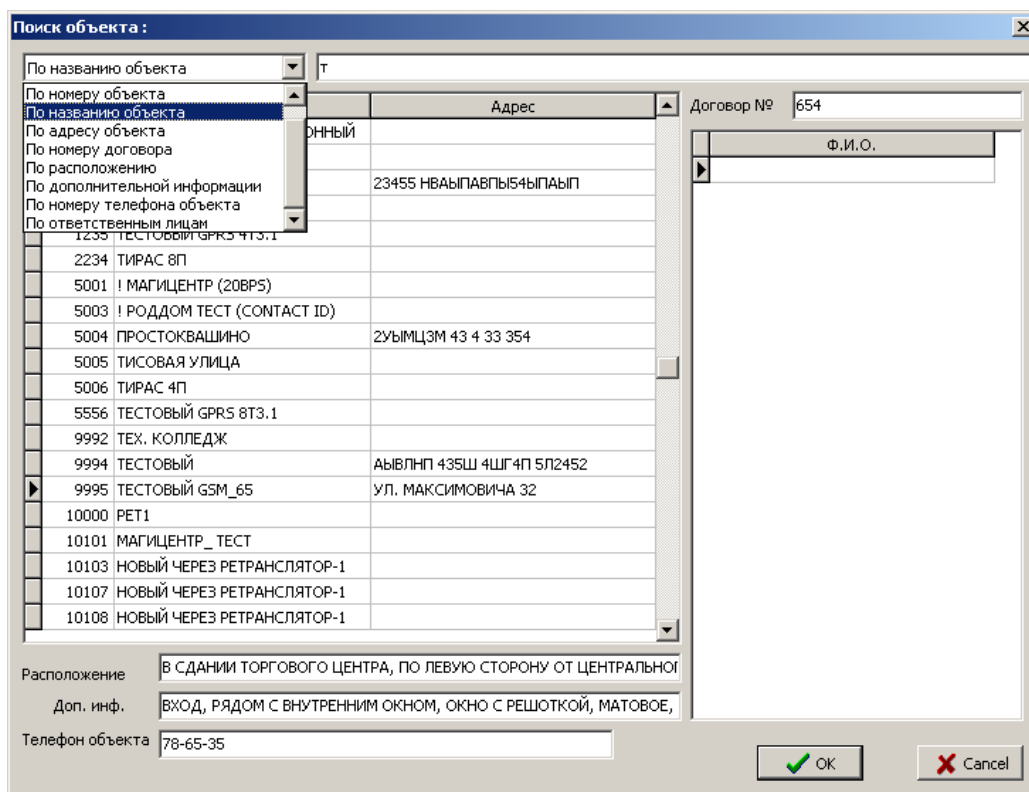 Поиск объекта :
По названию объекта
т
По номеру объекта
По названию объекта
По адресу объекта
По номеру договора
По расположению
По дополнительной информации
По номеру телефона объекта
По ответственным лицам
Адрес
Договор №
654
Ф.И.О.
23455 НВАЫПАВПЫ54ЫПАЫП
1235 ТЕСТОВЫЙ GPRS 4Т3.1
2234 ТИРАС 8П
5001 ! МАГИЦЕНТР (20BPS)
5003 ! РОДДОМ ТЕСТ (CONTACT ID)
5004 ПРОСТОКВАШИНО 2УЫМЦЗМ 43 4 33 354
5005 ТИСОВАЯ УЛИЦА
5006 ТИРАС 4П
5556 ТЕСТОВЫЙ GPRS 8Т3.1
9992 ТЕХ. КОЛЛЕДЖ
9994 ТЕСТОВЫЙ АЫВЛНП 435Ш 4ШГ4П 5Л2452
9995 ТЕСТОВЫЙ GSM_65 УЛ. МАКСИМОВИЧА 32
10000 РЕТ1
10101 МАГИЦЕНТР_ ТЕСТ
10103 НОВЫЙ ЧЕРЕЗ РЕТРАНСЛЯТОР-1
10107 НОВЫЙ ЧЕРЕЗ РЕТРАНСЛЯТОР-1
10108 НОВЫЙ ЧЕРЕЗ РЕТРАНСЛЯТОР-1
Расположение В СДАНИИ ТОРГОВОГО ЦЕНТРА, ПО ЛЕВУЮ СТОРОНУ ОТ ЦЕНТРАЛЬНОГ
Доп. инф. ВХОД, РЯДОМ С ВНУТРЕННИМ ОКНОМ, ОКНО С РЕШОТКОЙ, МАТОВОЕ,
Телефон объекта 78-65-35
OK
Cancel